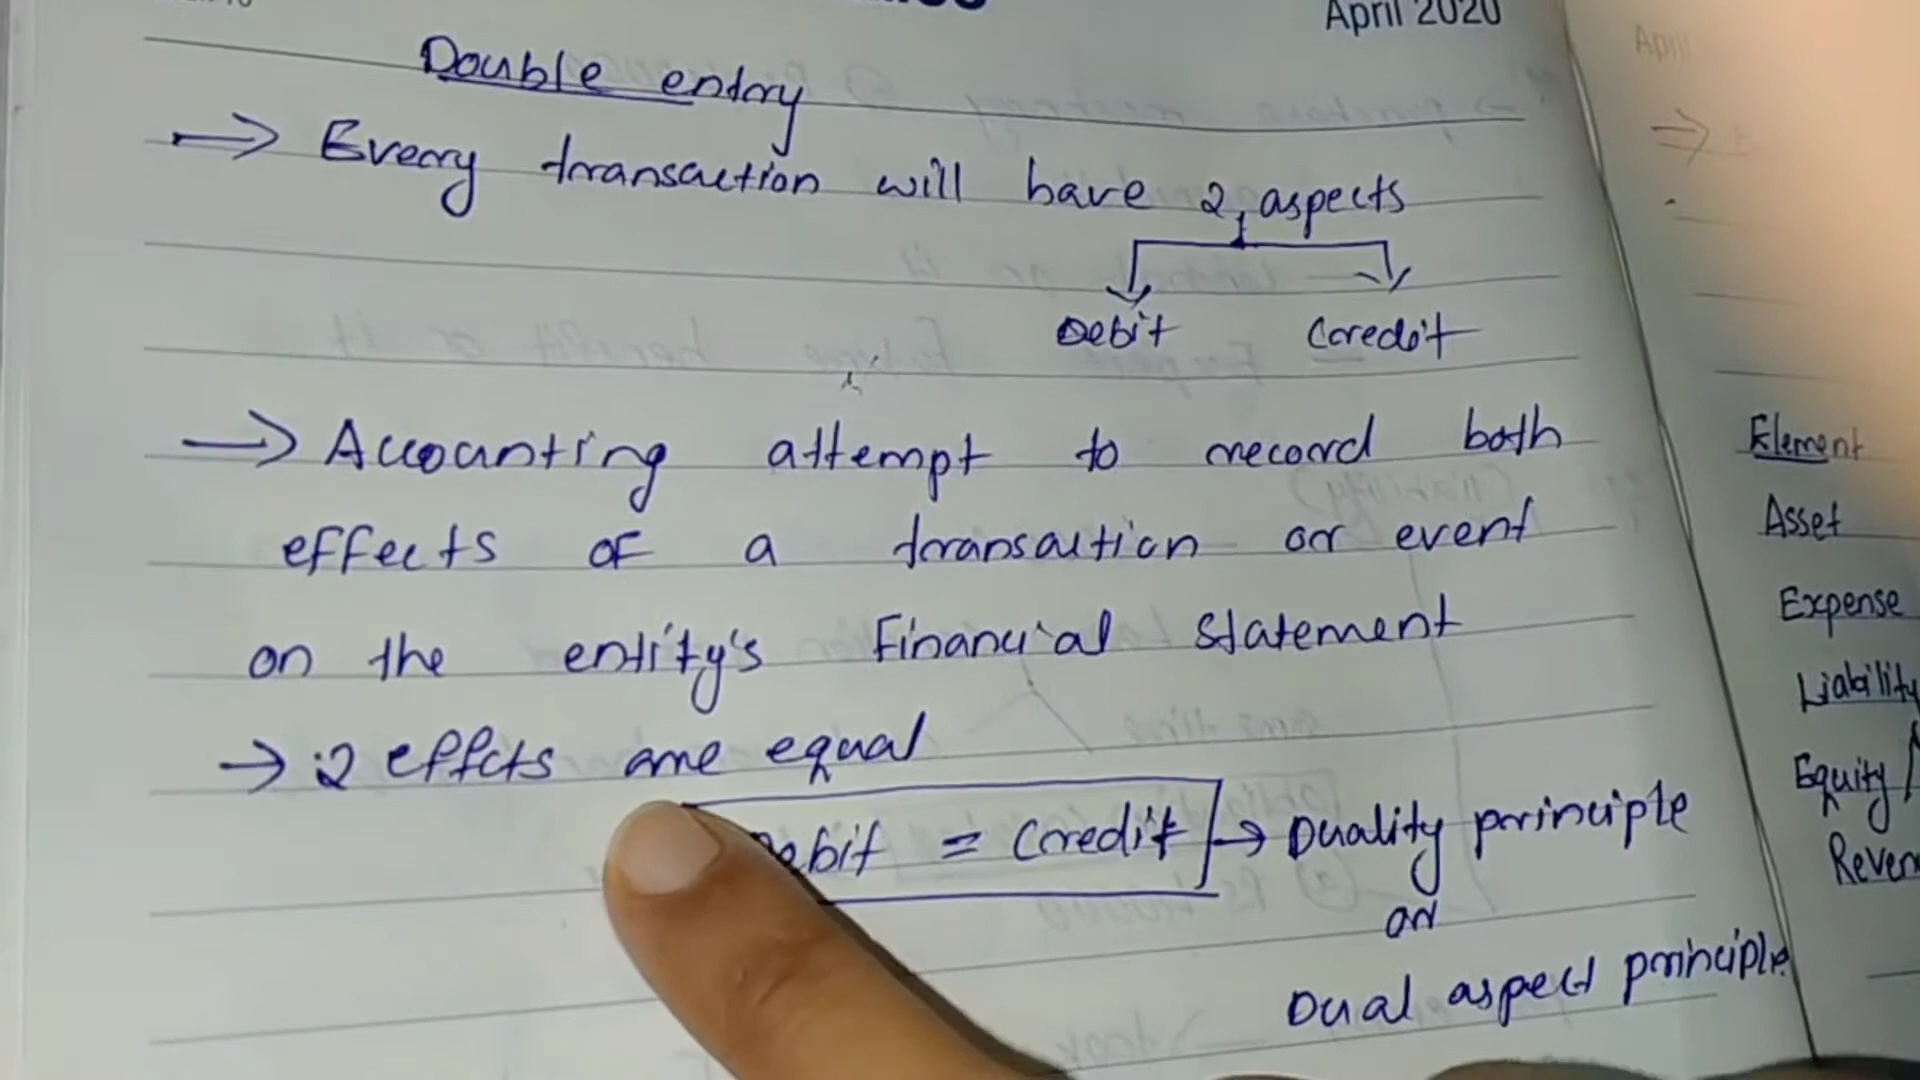 April 2020
Double entry
⇒ Every transaction will have 2 aspects
Debit Credit
→ Accounting attempt to record both
effects of a transaction or event
on the entity's Financial statement
→ 2 effcts are equal
Debit = Credit → Duality principle
or
Dual aspect principle
Element
Asset
Expense
Liability
Equity